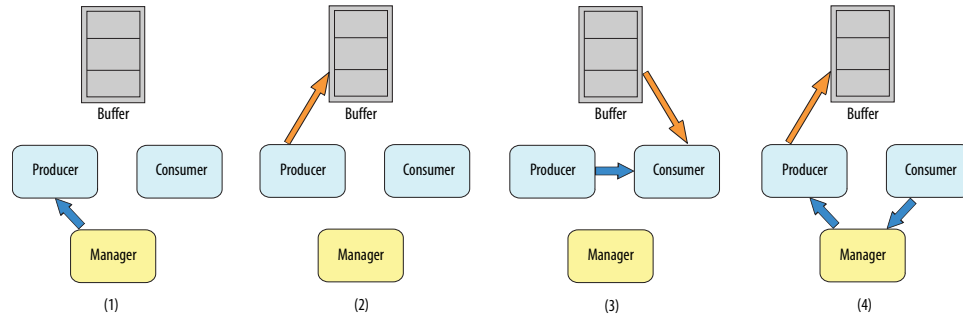 Buffer
Producer
Consumer
Manager
(1)
Buffer
Producer
Consumer
Manager
(2)
Buffer
Producer
Consumer
Manager
(3)
Buffer
Producer
Consumer
Manager
(4)